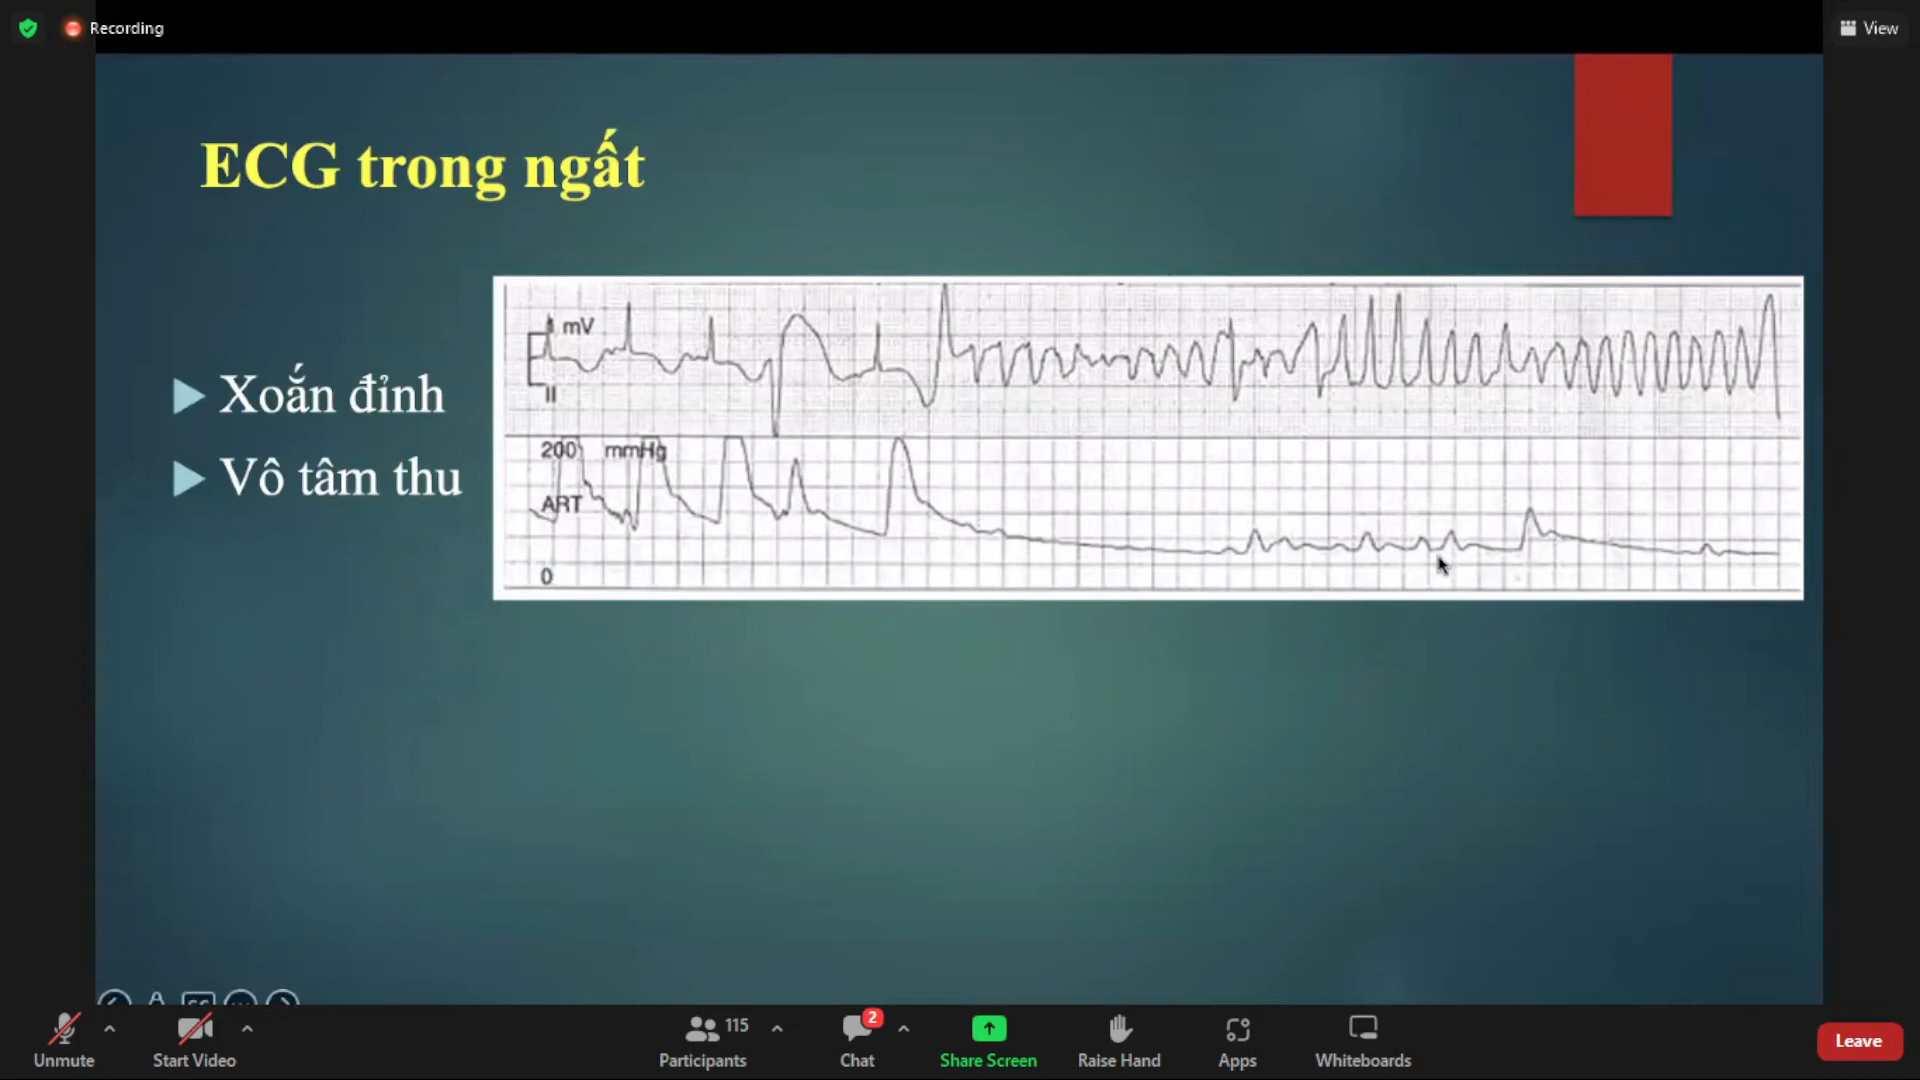 Recording
View
ECG trong ngất
Xoắn đỉnh
Vô tâm thu
mV
II
200 mmHg
ART
0
Unmute
Start Video
115
Participants
2
Chat
Share Screen
Raise Hand
Apps
Whiteboards
Leave